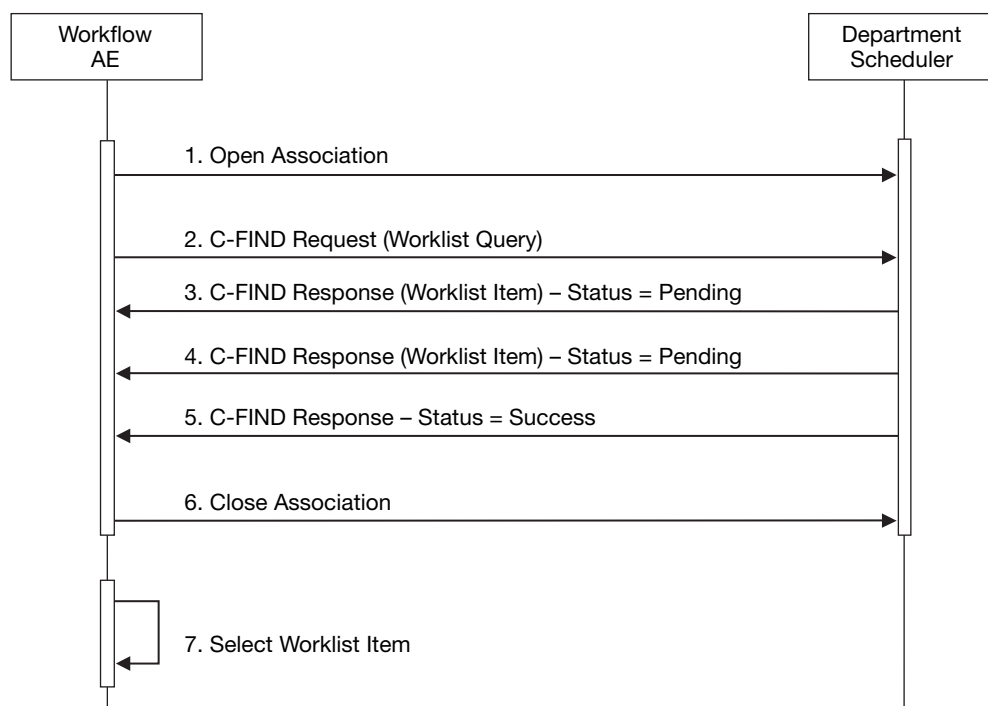 Workflow
AE
Department
Scheduler
1. Open Association
2. C-FIND Request (Worklist Query)
3. C-FIND Response (Worklist Item) – Status = Pending
4. C-FIND Response (Worklist Item) – Status = Pending
5. C-FIND Response – Status = Success
6. Close Association
7. Select Worklist Item